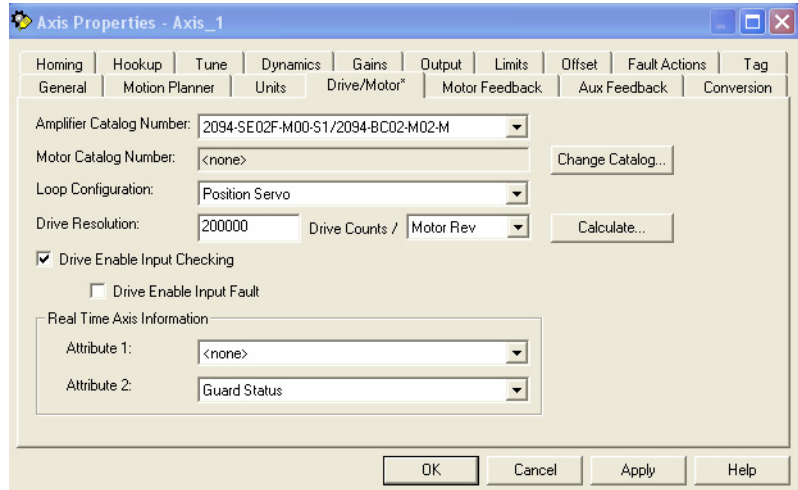 Axis Properties - Axis_1
Homing Hookup Tune Dynamics Gains Output Limits Offset Fault Actions Tag
General Motion Planner Units Drive/Motor* Motor Feedback Aux Feedback Conversion
Amplifier Catalog Number: 2094-SE02F-M00-S1/2094-BC02-M02-M
Motor Catalog Number: <none> Change Catalog...
Loop Configuration: Position Servo
Drive Resolution: 200000 Drive Counts / Motor Rev Calculate...
Drive Enable Input Checking
Drive Enable Input Fault
Real Time Axis Information
Attribute 1: <none>
Attribute 2: Guard Status
OK Cancel Apply Help